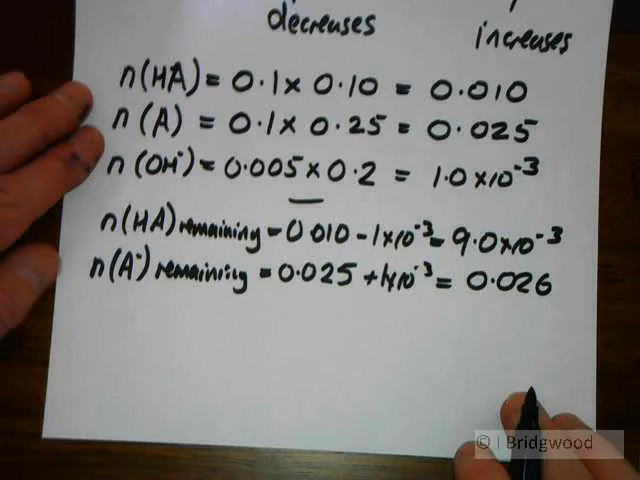 decreases
increases
n(HA) = 0.1 x 0.10 = 0.010
n (A) = 0.1 x 0.25 = 0.025
n (OH⁻) = 0.005 x 0.2 = 1.0 x10⁻³
n(HA) remaining = 0.010 - 1x10⁻³ = 9.0x10⁻³
n(A⁻) remaining = 0.025 + 1x10⁻³ = 0.026
© I Bridgwood